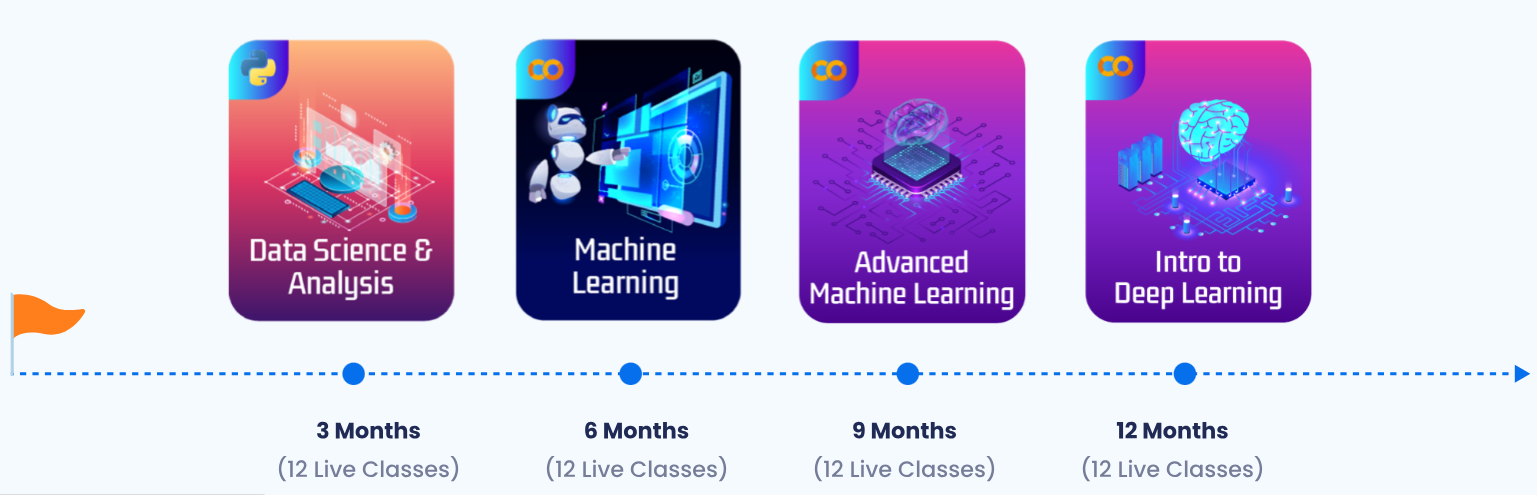 Data Science &
Analysis
Machine
Learning
Advanced
Machine Learning
Intro to
Deep Learning
3 Months
(12 Live Classes)
6 Months
(12 Live Classes)
9 Months
(12 Live Classes)
12 Months
(12 Live Classes)